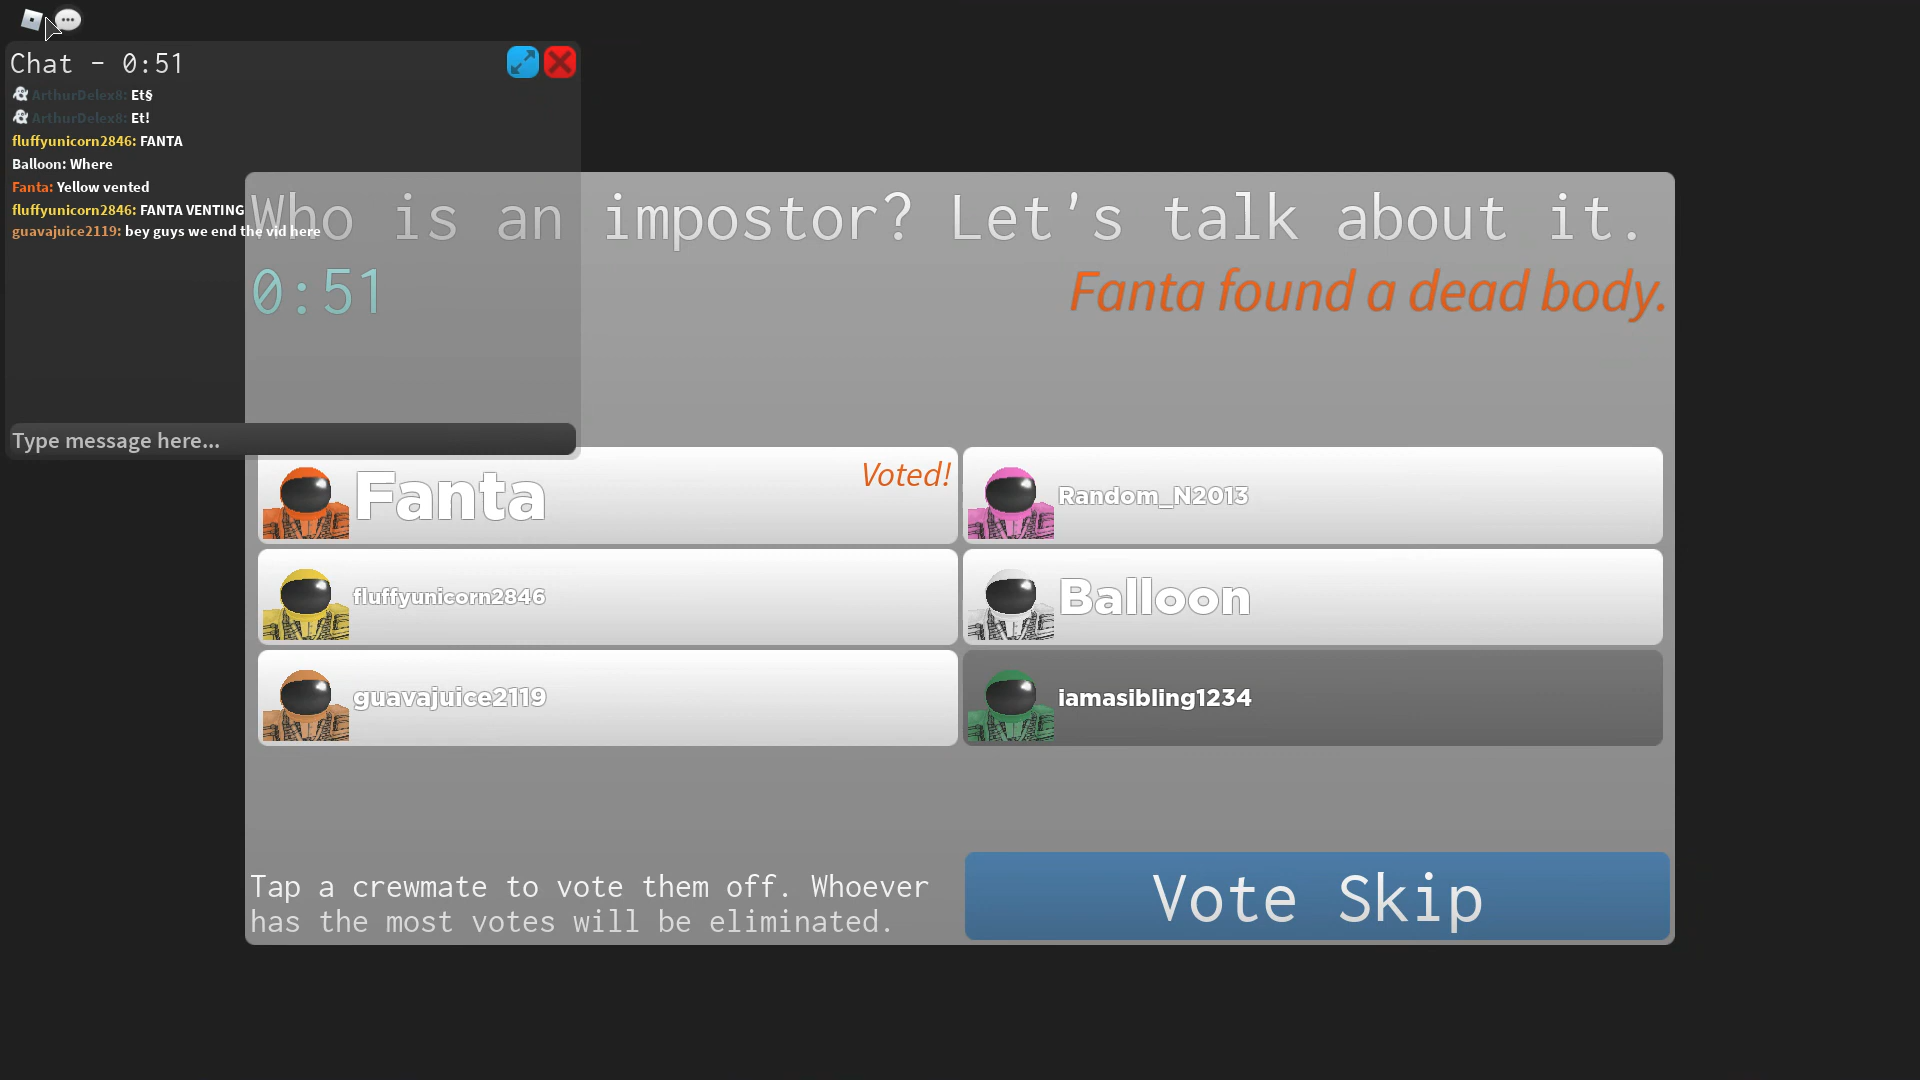 Chat - 0:51
ArthurDelex8: Et§
ArthurDelex8: Et!
fluffyunicorn2846: FANTA
Balloon: Where
Fanta: Yellow vented
fluffyunicorn2846: FANTA VENTING
guavajuice2119: bey guys we end the vid here
Type message here...
Who is an impostor? Let's talk about it.
0:51
Fanta found a dead body.
Fanta
Voted!
Random_N2013
fluffyunicorn2846
Balloon
guavajuice2119
iamasibling1234
Tap a crewmate to vote them off. Whoever
has the most votes will be eliminated.
Vote Skip